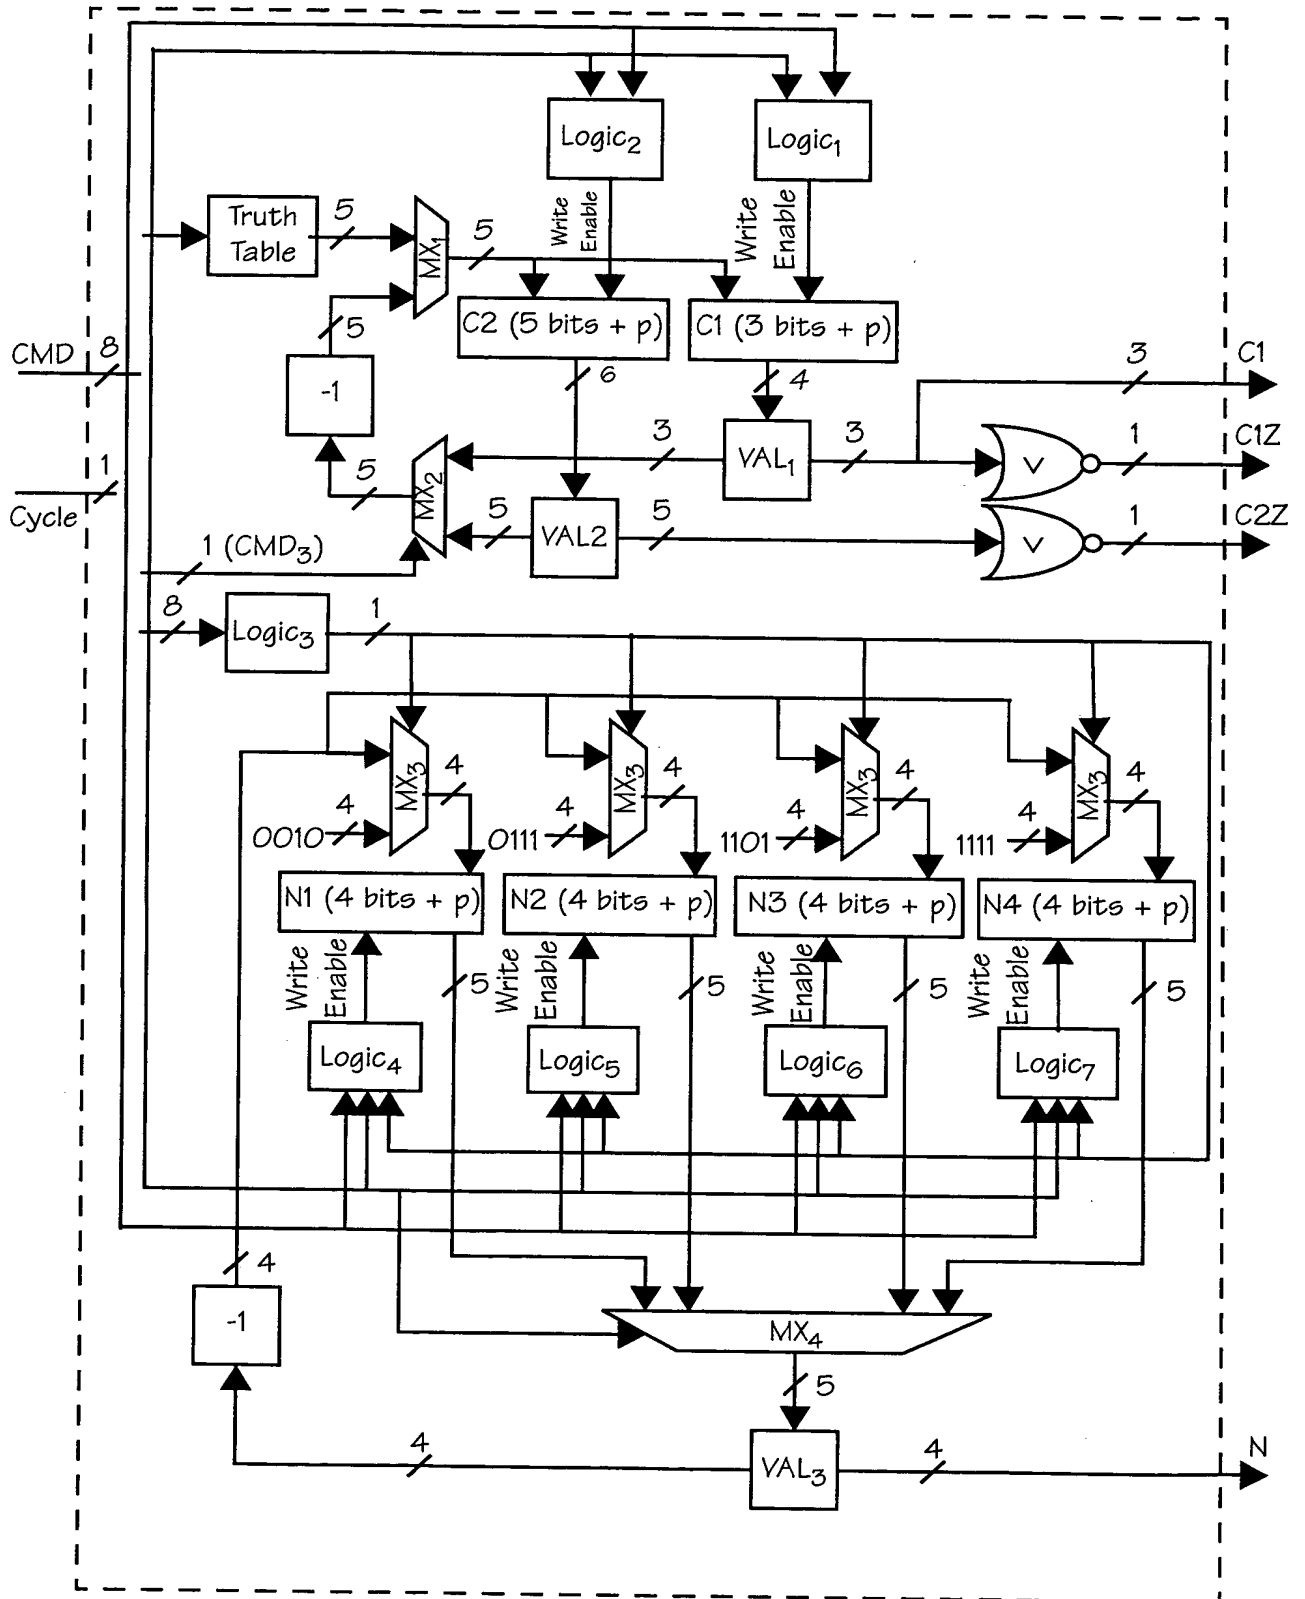 Logic2
Logic1
Write
Enable
Write
Enable
Truth
Table
5
MX1
5
C2 (5 bits + p)
C1 (3 bits + p)
5
CMD
8
-1
6
4
3
C1
1
Cycle
5
MX2
3
VAL1
3
1
C1Z
5
VAL2
5
1
C2Z
1 (CMD3)
8
Logic3
1
MX3
4
MX3
4
MX3
4
MX3
4
0010
4
0111
4
1101
4
1111
4
N1 (4 bits + p)
N2 (4 bits + p)
N3 (4 bits + p)
N4 (4 bits + p)
Write
Enable
5
Write
Enable
5
Write
Enable
5
Write
Enable
5
Logic4
Logic5
Logic6
Logic7
4
-1
MX4
5
4
VAL3
4
N
V
V